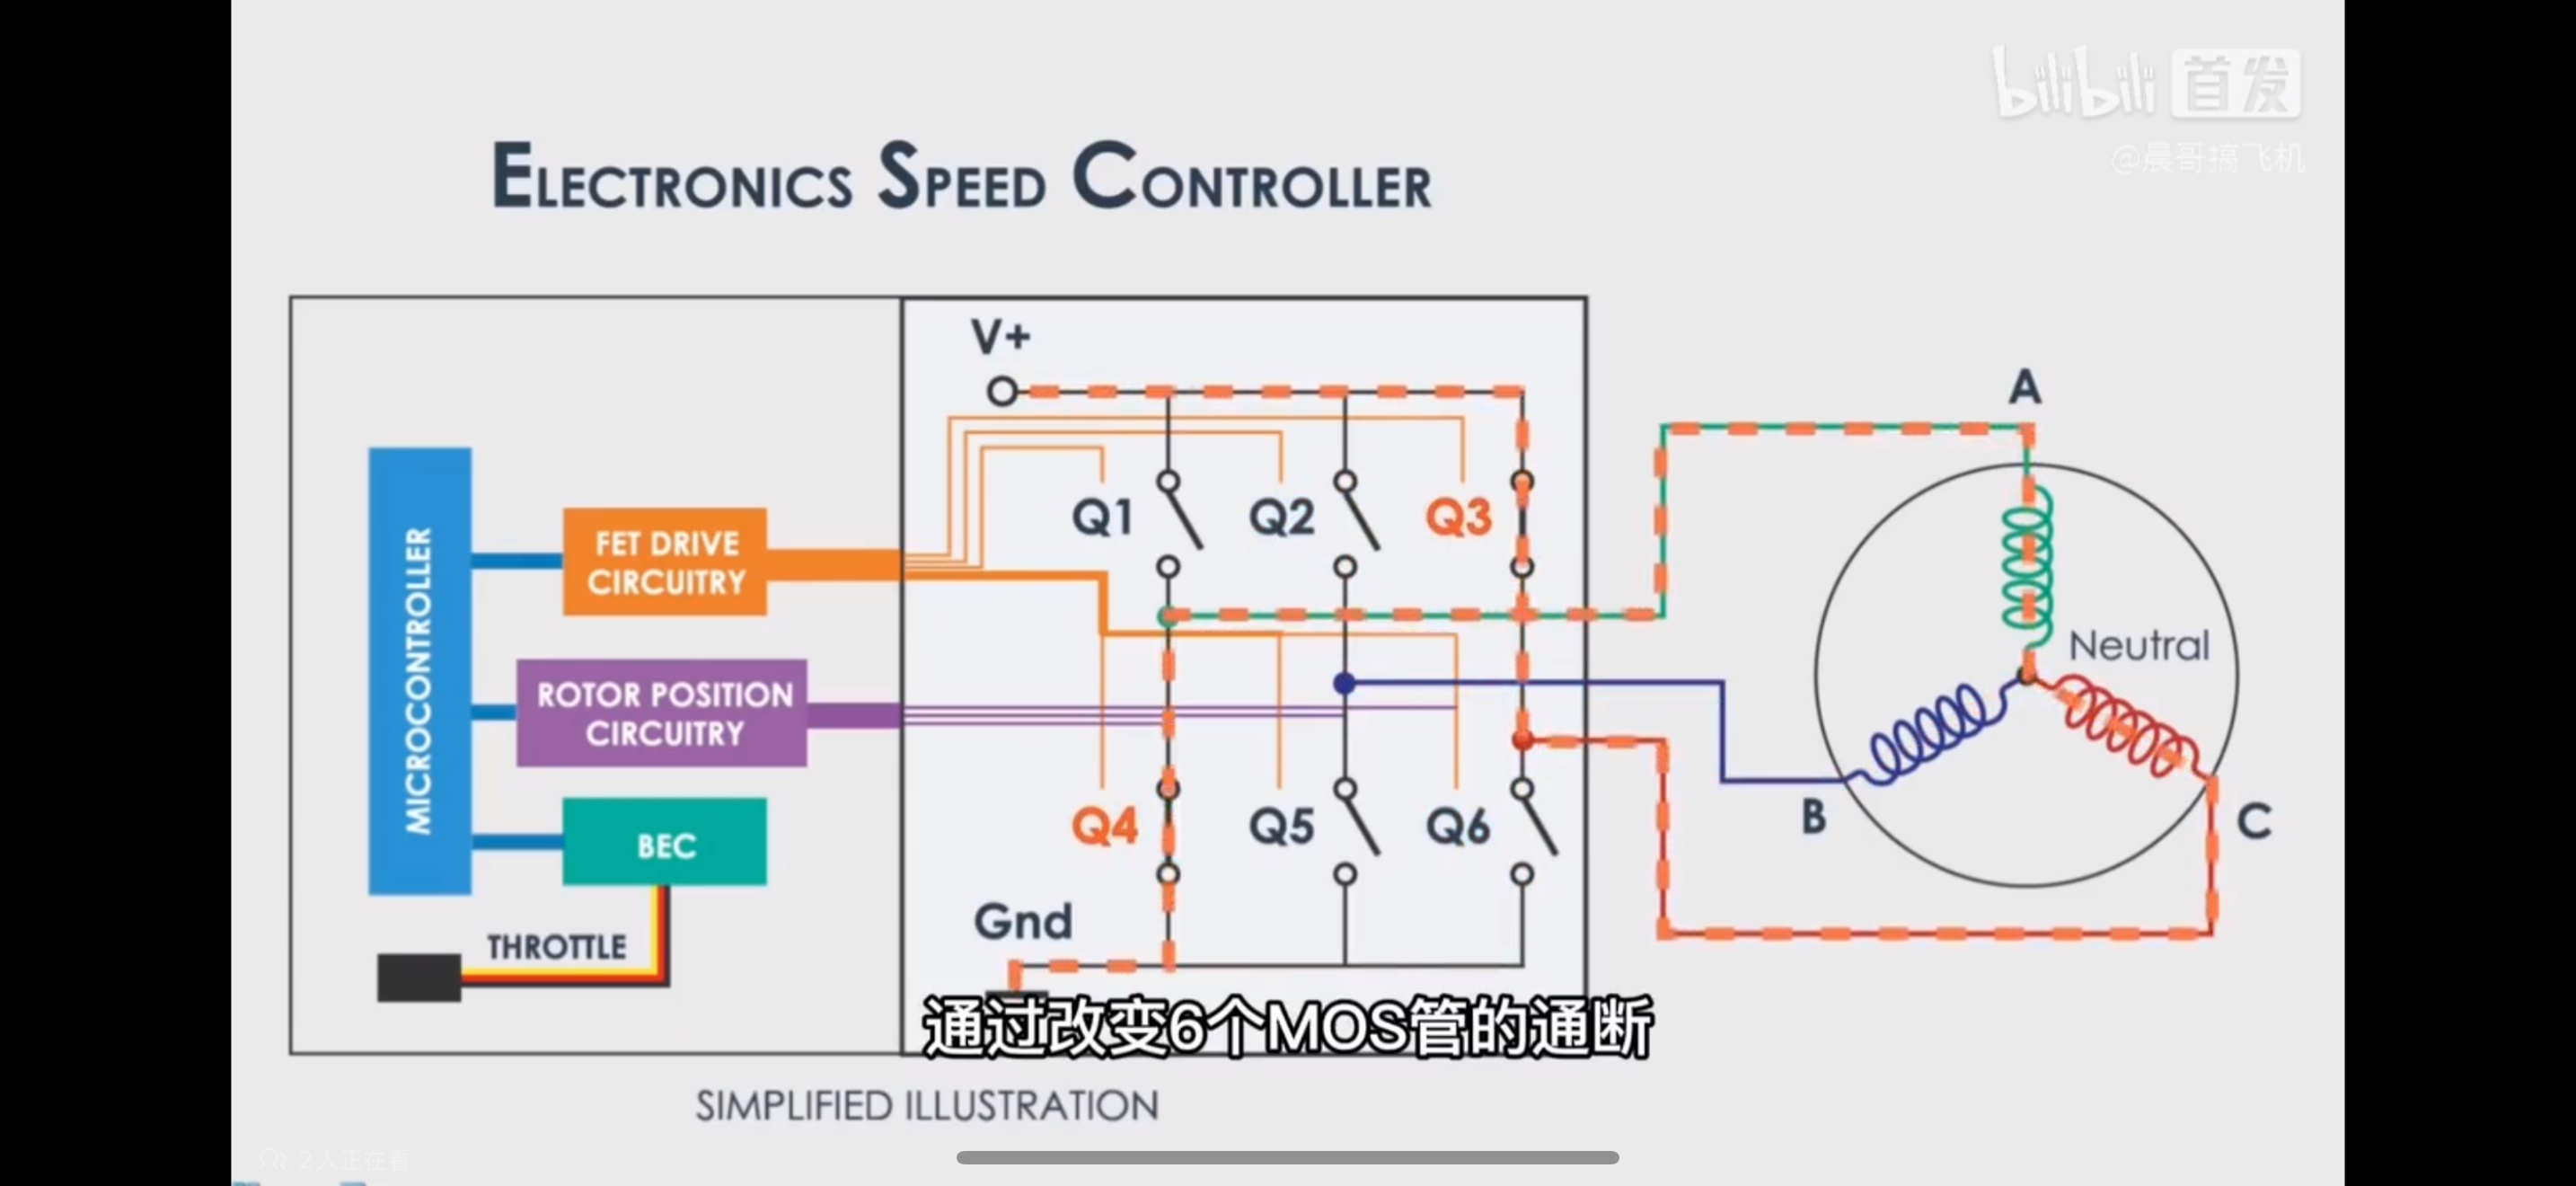 bilibili 首发
@晨哥搞飞机
ELECTRONICS SPEED CONTROLLER
V+
A
MICROCONTROLLER
FET DRIVE
CIRCUITRY
Q1
Q2
Q3
Neutral
ROTOR POSITION
CIRCUITRY
BEC
Q4
Q5
Q6
B
C
Gnd
THROTTLE
通过改变6个MOS管的通断
SIMPLIFIED ILLUSTRATION
2人正在看